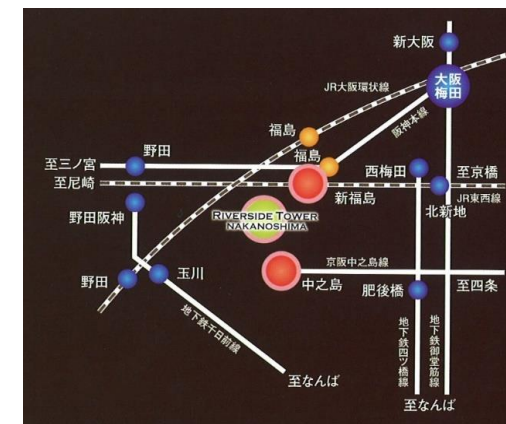 新大阪
大阪
梅田
JR大阪環状線
阪神本線
福島
福島
野田
至三ノ宮
至尼崎
西梅田
至京橋
新福島
JR東西線
北新地
野田阪神
RIVERSIDE TOWER
NAKANOSHIMA
京阪中之島線
野田
玉川
中之島
肥後橋
至四条
地下鉄千日前線
地下鉄四ツ橋線
地下鉄御堂筋線
至なんば
至なんば